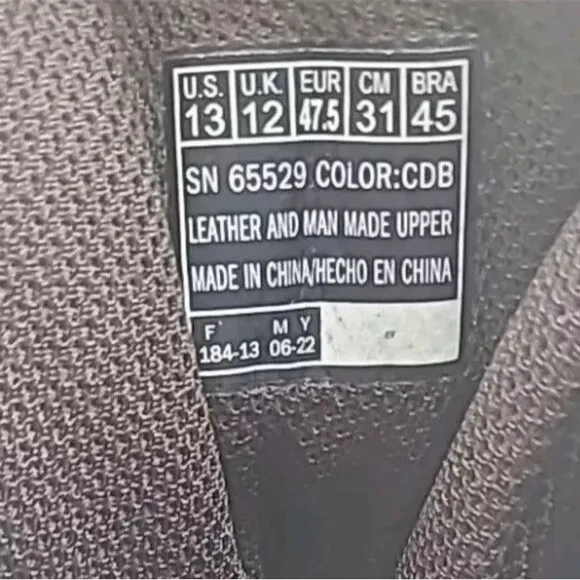 U.S. U.K. EUR CM BRA
13 12 47.5 31 45
SN 65529 COLOR:CDB
LEATHER AND MAN MADE UPPER
MADE IN CHINA/HECHO EN CHINA
F' M Y
184-13 06-22